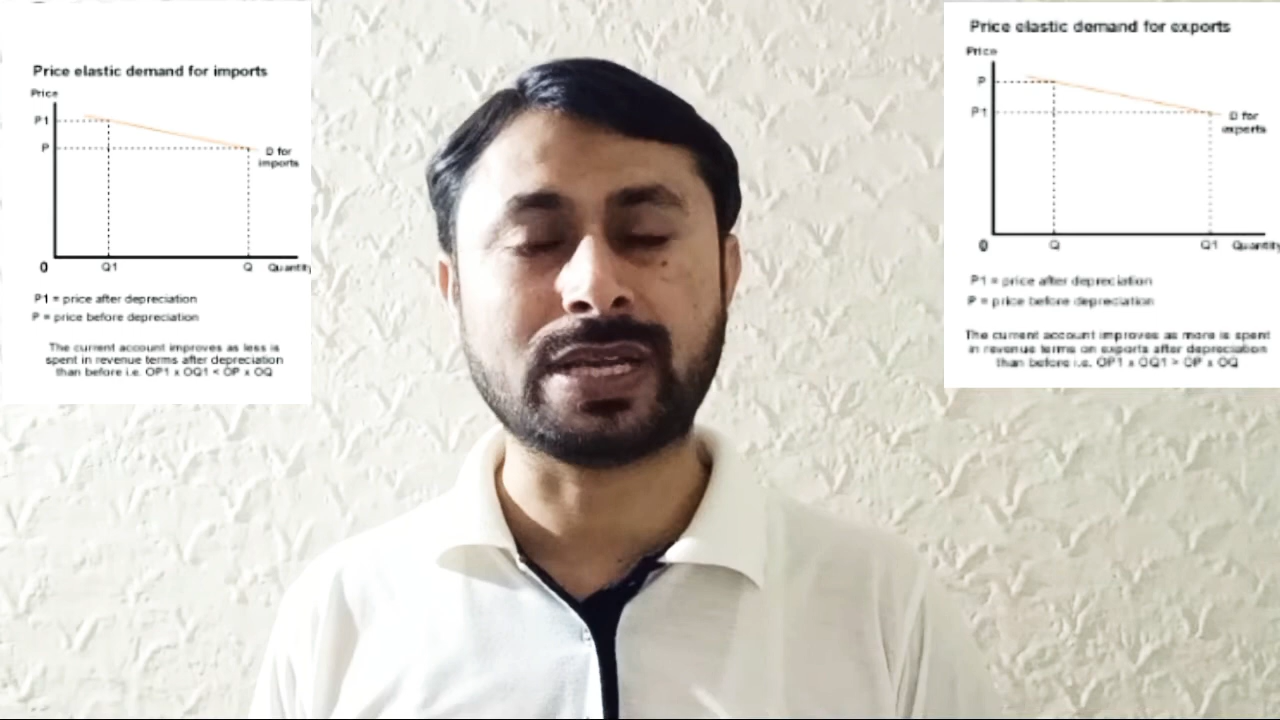 Price elastic demand for imports
Price
P1
P
D for
imports
0
Q1
Q
Quantity
P1 = price after depreciation
P = price before depreciation
The current account improves as less is
spent in revenue terms after depreciation
than before i.e. OP1 x OQ1 < OP x OQ
Price elastic demand for exports
Price
P
P1
D for
exports
0
Q
Q1
Quantity
P1 = price after depreciation
P = price before depreciation
The current account improves as more is spent
in revenue terms on exports after depreciation
than before i.e. OP1 x OQ1 > OP x OQ